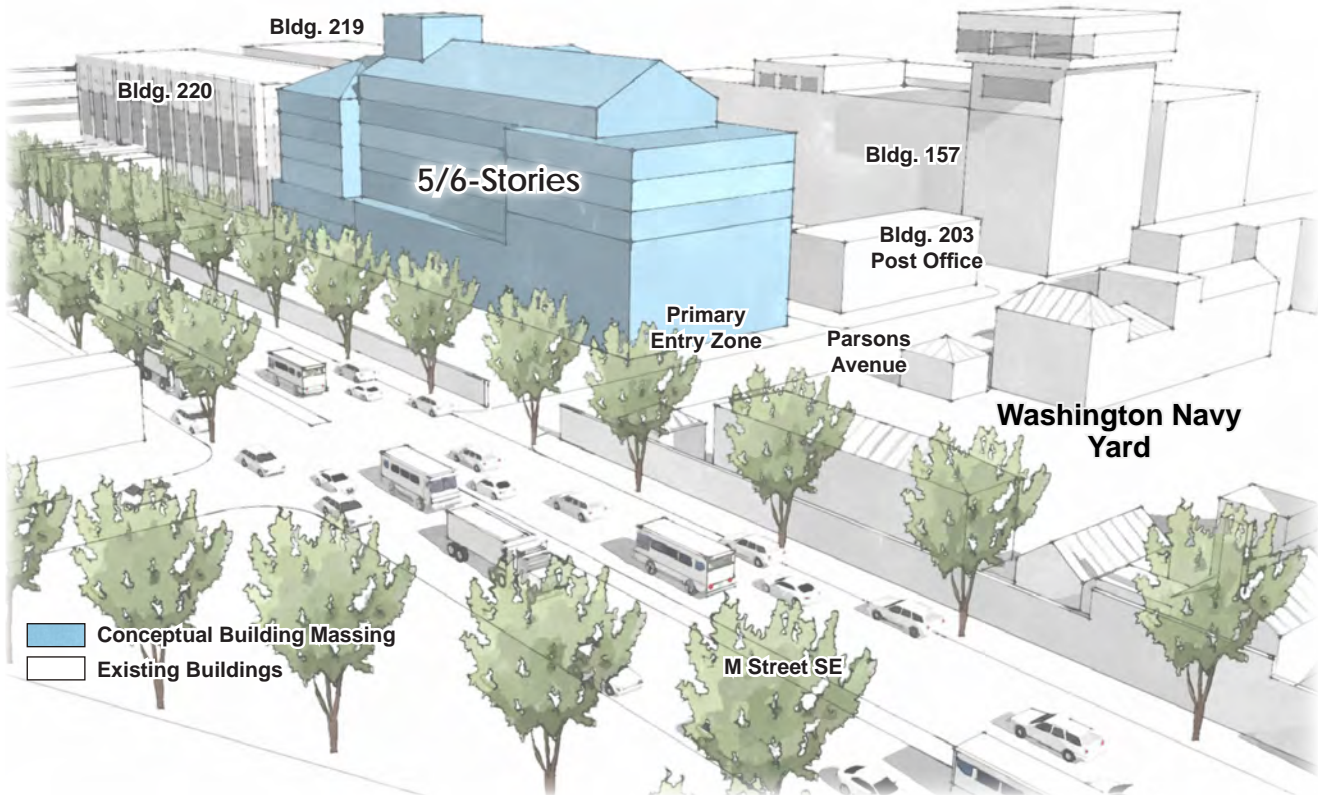 Bldg. 219
Bldg. 220
5/6-Stories
Bldg. 157
Bldg. 203
Post Office
Primary
Entry Zone
Parsons
Avenue
Washington Navy
Yard
Conceptual Building Massing
Existing Buildings
M Street SE